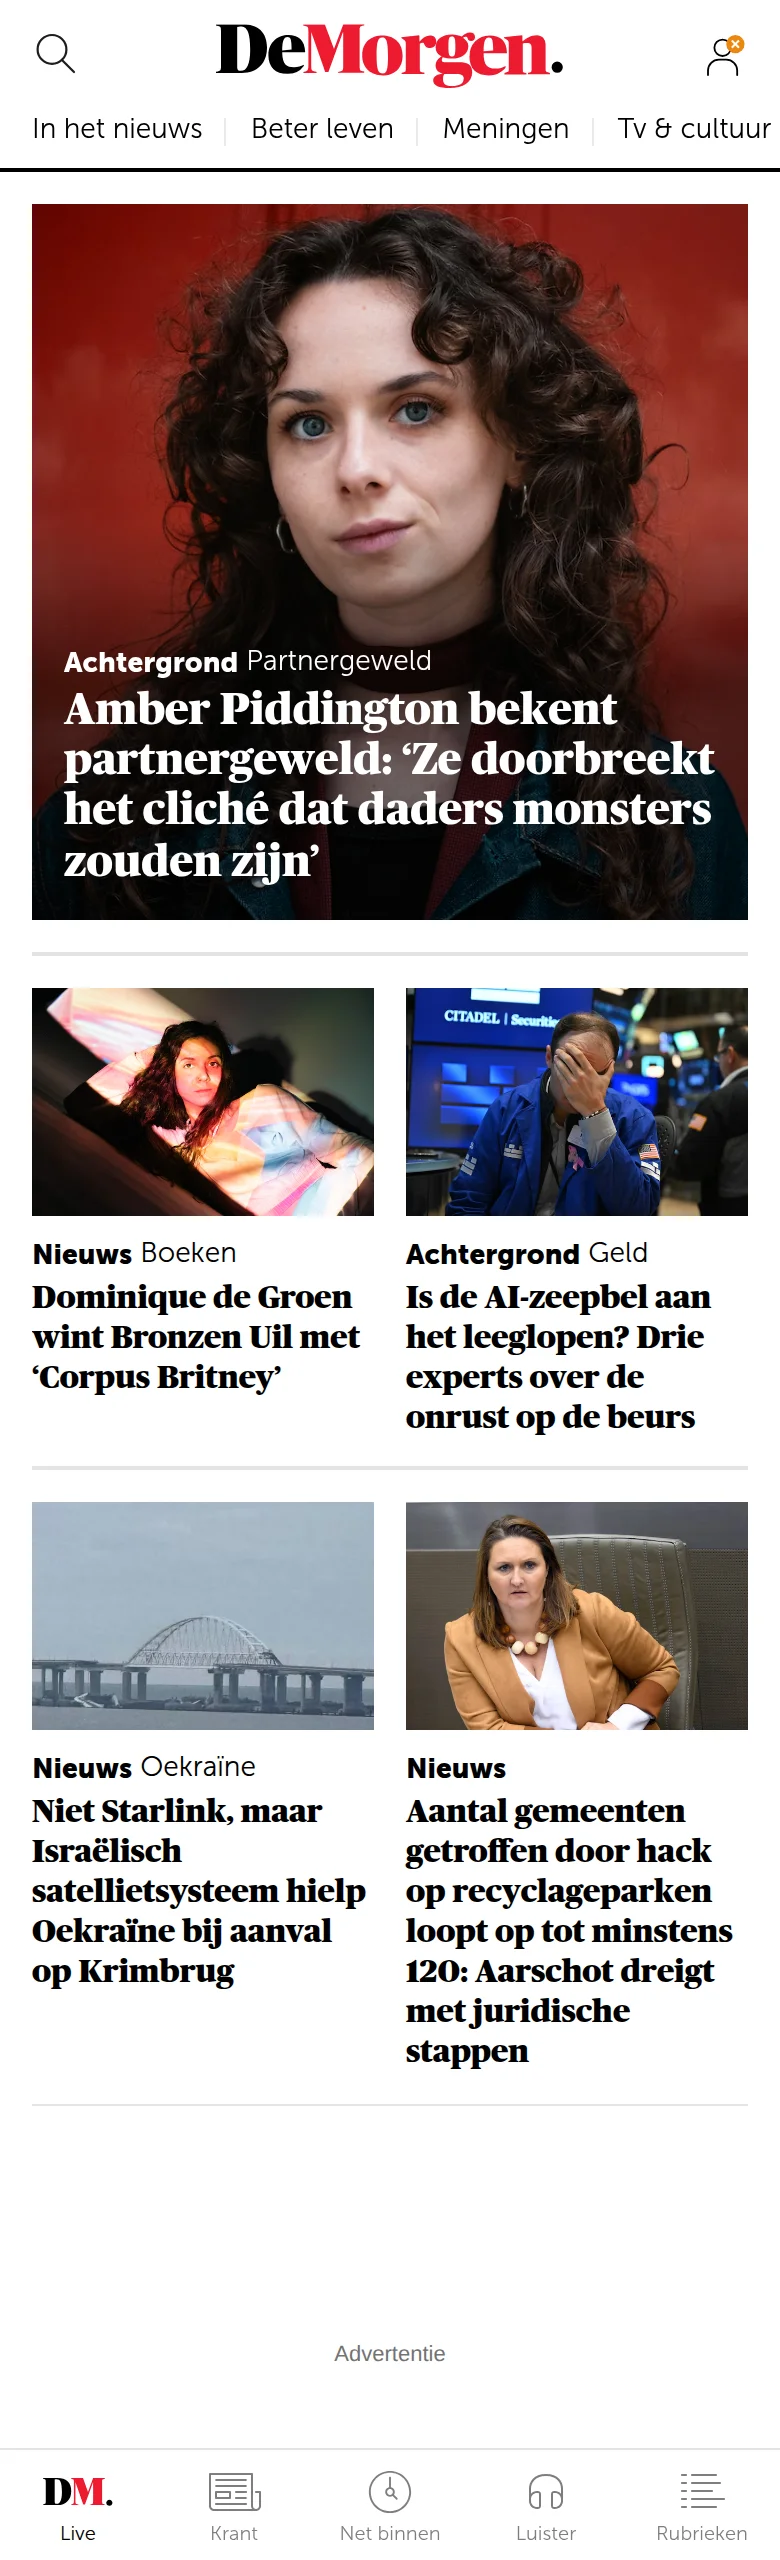 DeMorgen.
In het nieuws
Beter leven
Meningen
Tv & cultuur
Achtergrond Partnergeweld
Amber Piddington bekent
partnergeweld: ‘Ze doorbreekt
het cliché dat daders monsters
zouden zijn’
CITADEL | Securitie
Nieuws Boeken
Dominique de Groen
wint Bronzen Uil met
‘Corpus Britney’
Achtergrond Geld
Is de AI-zeepbel aan
het leeglopen? Drie
experts over de
onrust op de beurs
Nieuws Oekraïne
Niet Starlink, maar
Israëlisch
satellietsysteem hielp
Oekraïne bij aanval
op Krimbrug
Nieuws
Aantal gemeenten
getroffen door hack
op recyclageparken
loopt op tot minstens
120: Aarschot dreigt
met juridische
stappen
Advertentie
DM.
Live
Krant
Net binnen
Luister
Rubrieken